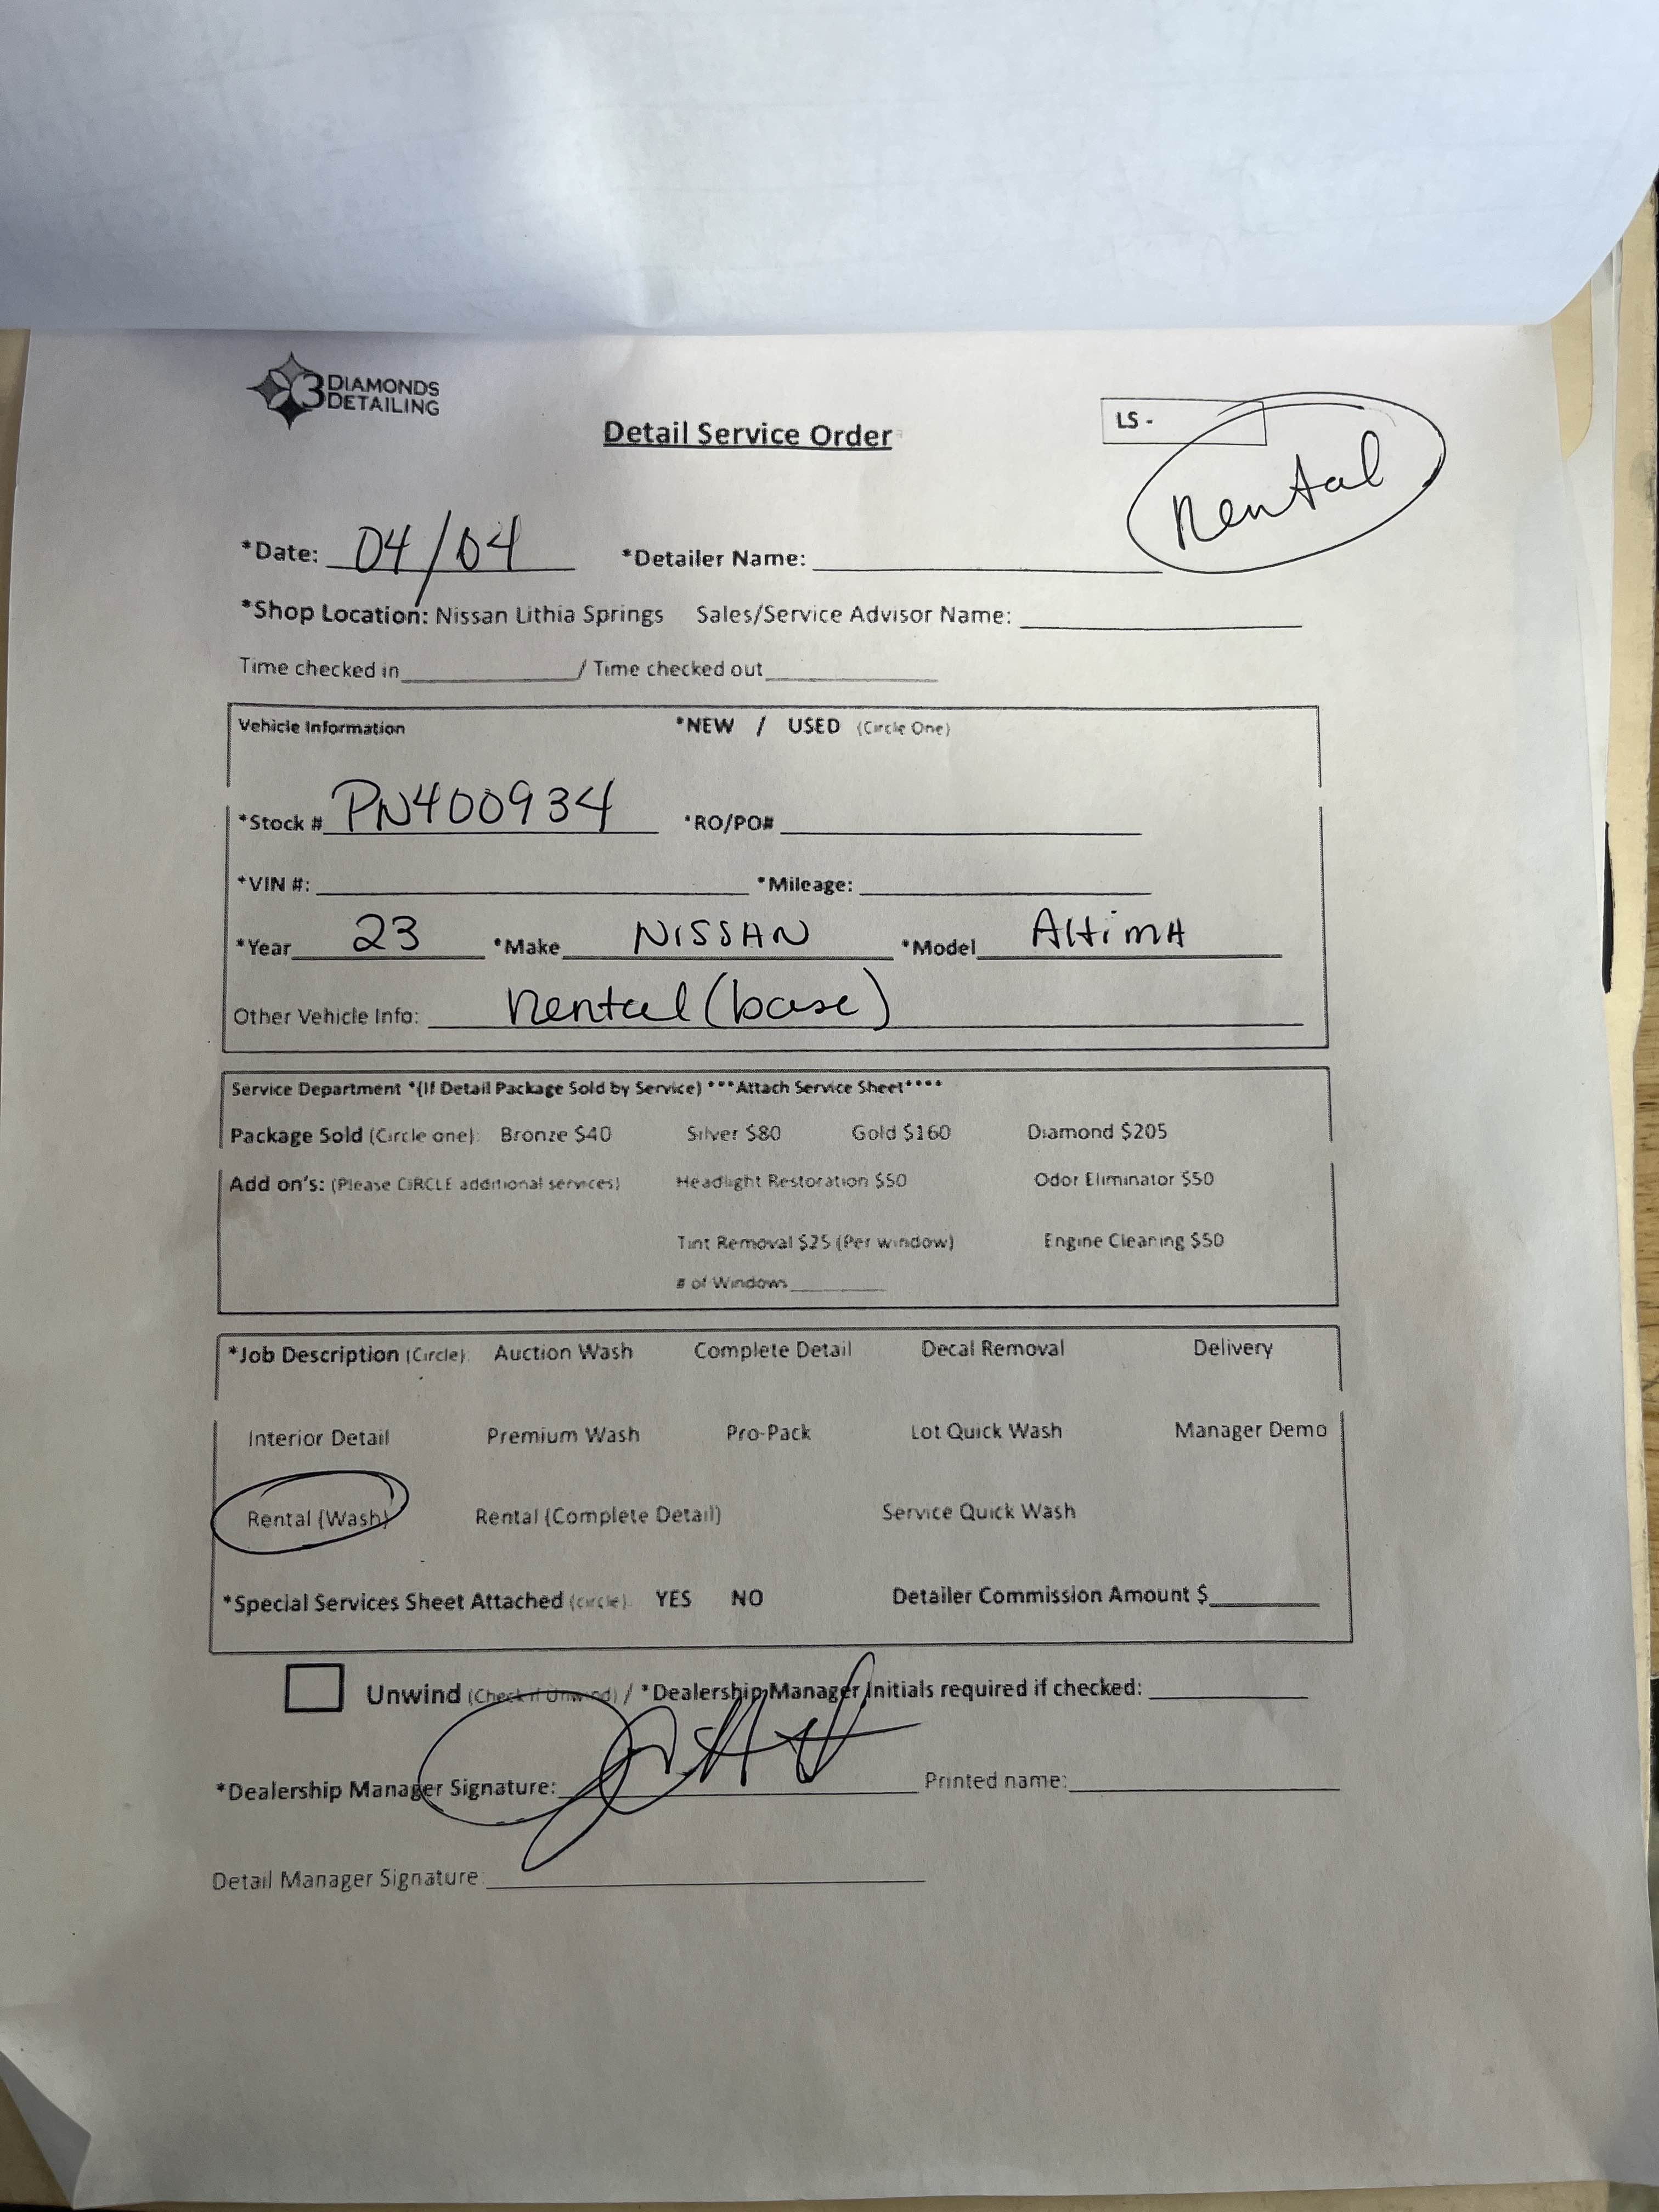 3 DIAMONDS
DETAILING
Detail Service Order
LS -
Rental
*Date: 04/04 *Detailer Name:
*Shop Location: Nissan Lithia Springs Sales/Service Advisor Name:
Time checked in / Time checked out
Vehicle Information *NEW / USED (Circle One)
*Stock # PN400934 *RO/PO#
*VIN #: *Mileage:
*Year 23 *Make NISSAN *Model AltimA
Other Vehicle Info: Rental (base)
Service Department *(If Detail Package Sold by Service) ***Attach Service Sheet****
Package Sold (Circle one): Bronze $40 Silver $80 Gold $160 Diamond $205
Add on's: (Please CIRCLE additional services) Headlight Restoration $50 Odor Eliminator $50
Tint Removal $25 (Per window) Engine Cleaning $50
# of Windows
*Job Description (Circle): Auction Wash Complete Detail Decal Removal Delivery
Interior Detail Premium Wash Pro-Pack Lot Quick Wash Manager Demo
Rental (Wash) Rental (Complete Detail) Service Quick Wash
*Special Services Sheet Attached (circle): YES NO Detailer Commission Amount $
Unwind (Check if Unwind) / *Dealership Manager Initials required if checked:
*Dealership Manager Signature: Printed name:
Detail Manager Signature: